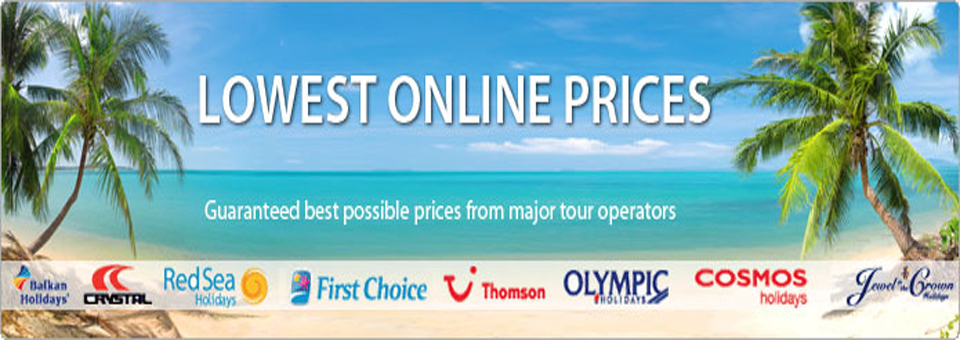 LOWEST ONLINE PRICES
Guaranteed best possible prices from major tour operators
Balkan
Holidays'
CRYSTAL
Red Sea
Holidays
First Choice
Thomson
OLYMPIC
HOLIDAYS
COSMOS
holidays
Jewel in the Crown
Holidays